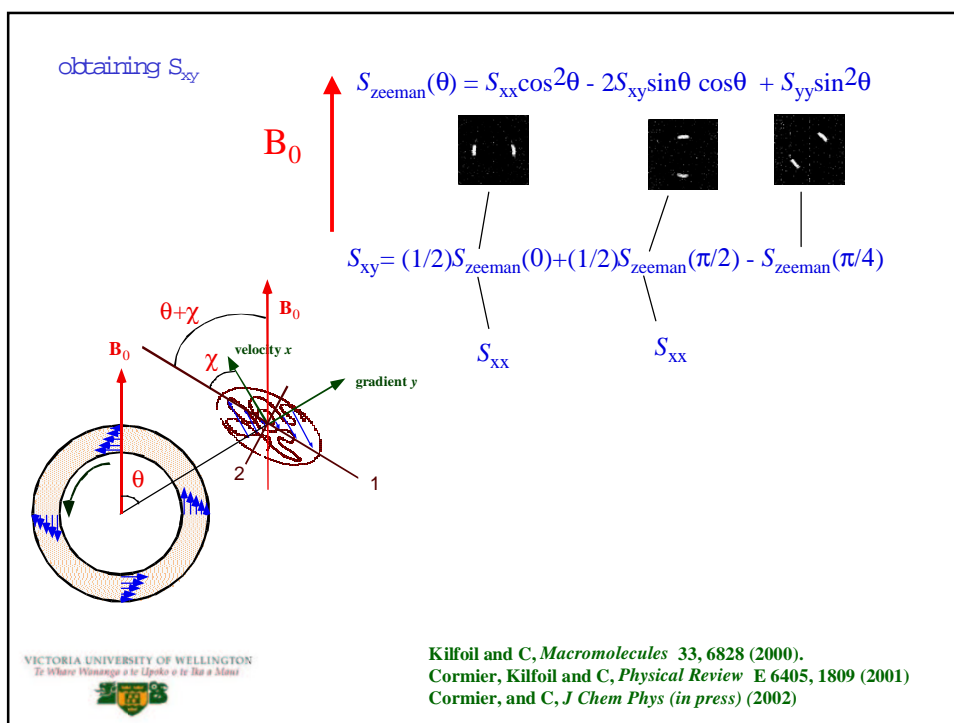 obtaining Sxy
Szeeman(θ) = Sxxcos2θ - 2Sxysinθ cosθ + Syysin2θ
B0
Sxy= (1/2)Szeeman(0)+(1/2)Szeeman(π/2) - Szeeman(π/4)
Sxx
Sxx
θ+χ
B0
velocity x
χ
gradient y
B0
2
1
θ
VICTORIA UNIVERSITY OF WELLINGTON
Te Whare Wananga o te Upoko o te Ika a Maui
Kilfoil and C, Macromolecules 33, 6828 (2000).
Cormier, Kilfoil and C, Physical Review E 6405, 1809 (2001)
Cormier, and C, J Chem Phys (in press) (2002)